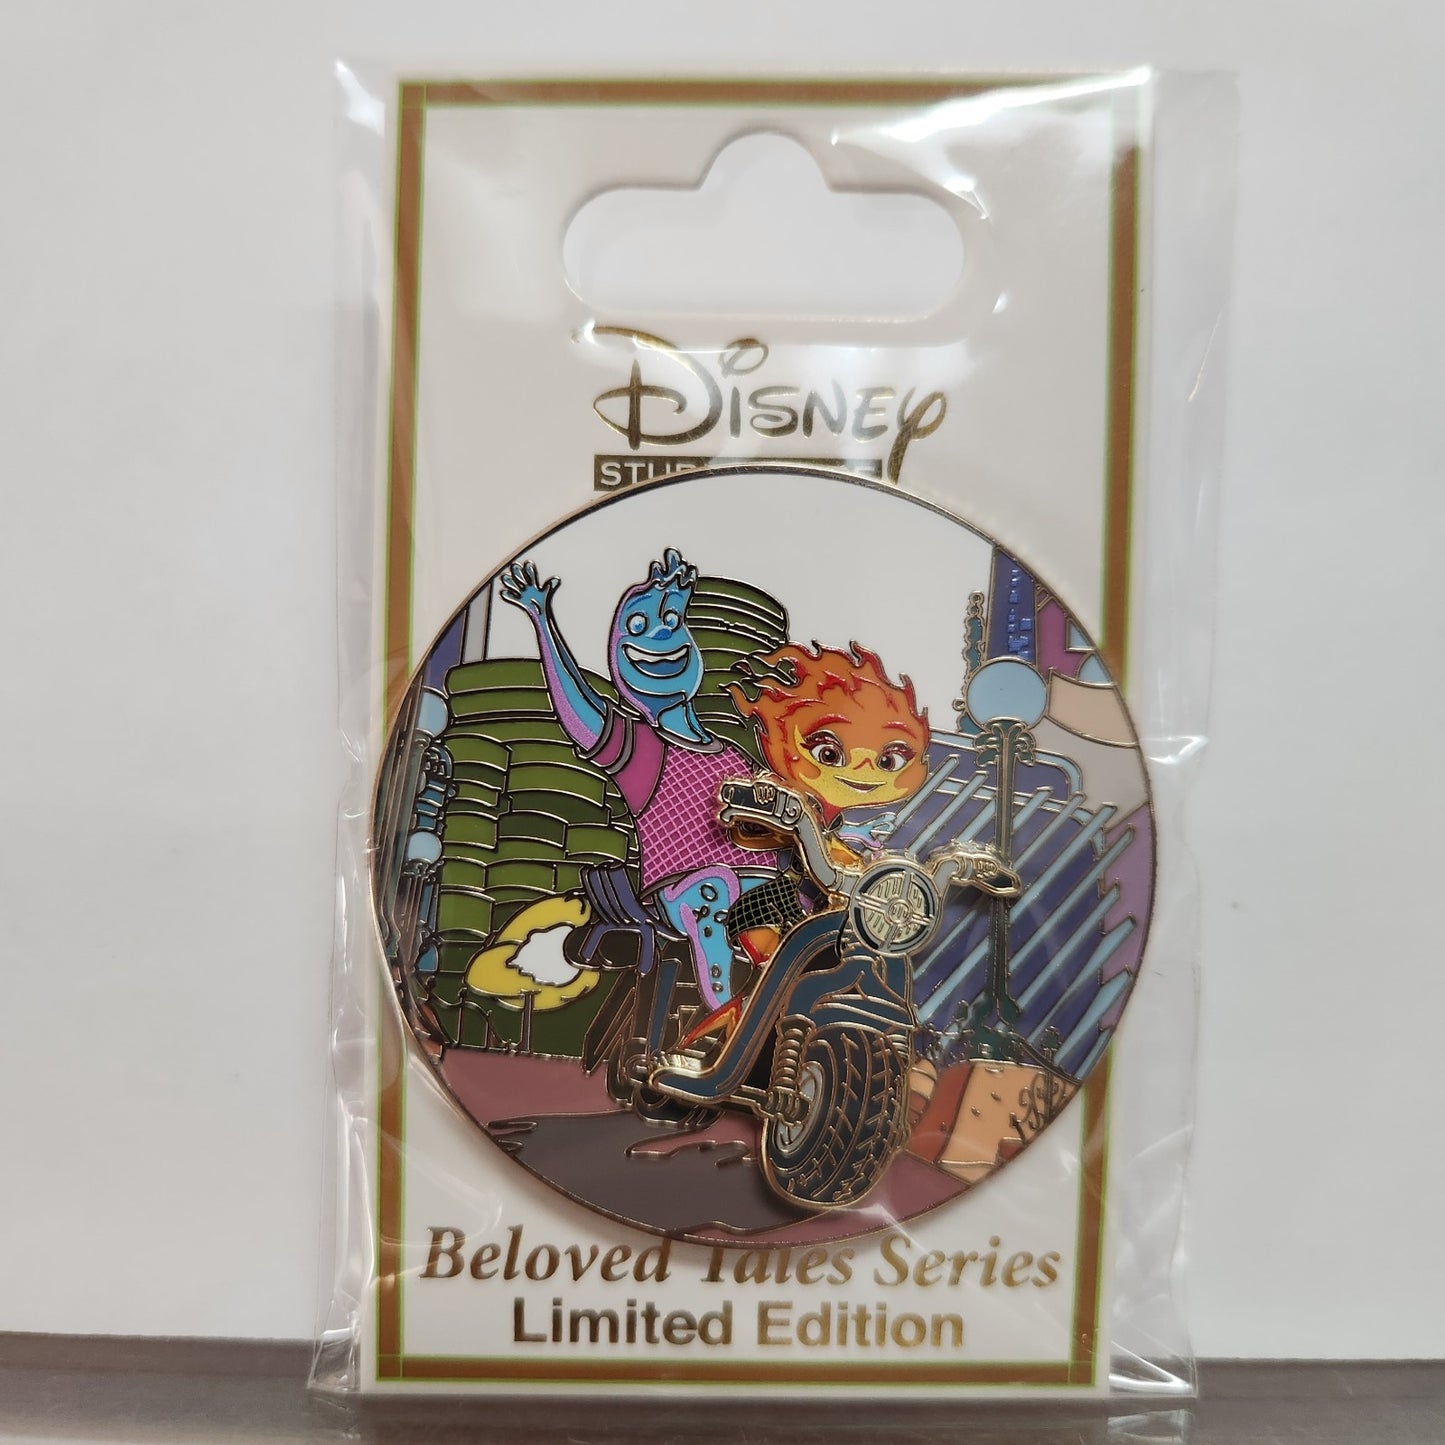 Disney
Beloved Tales Series
Limited Edition